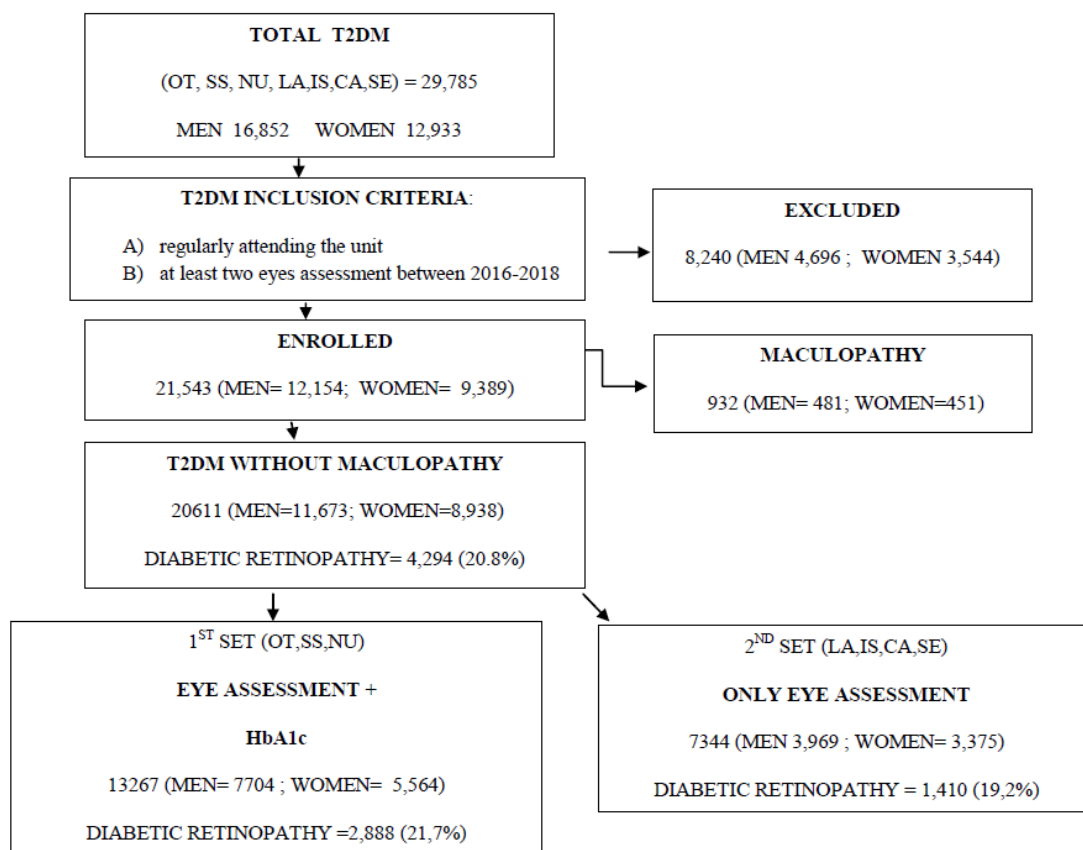 TOTAL T2DM
(OT, SS, NU, LA,IS,CA,SE) = 29,785
MEN 16,852 WOMEN 12,933
T2DM INCLUSION CRITERIA:
A) regularly attending the unit
B) at least two eyes assessment between 2016-2018
EXCLUDED
8,240 (MEN 4,696 ; WOMEN 3,544)
ENROLLED
21,543 (MEN= 12,154; WOMEN= 9,389)
MACULOPATHY
932 (MEN= 481; WOMEN=451)
T2DM WITHOUT MACULOPATHY
20611 (MEN=11,673; WOMEN=8,938)
DIABETIC RETINOPATHY= 4,294 (20.8%)
1ST SET (OT,SS,NU)
EYE ASSESSMENT +
HbA1c
13267 (MEN= 7704 ; WOMEN= 5,564)
DIABETIC RETINOPATHY =2,888 (21,7%)
2ND SET (LA,IS,CA,SE)
ONLY EYE ASSESSMENT
7344 (MEN 3,969 ; WOMEN= 3,375)
DIABETIC RETINOPATHY = 1,410 (19,2%)